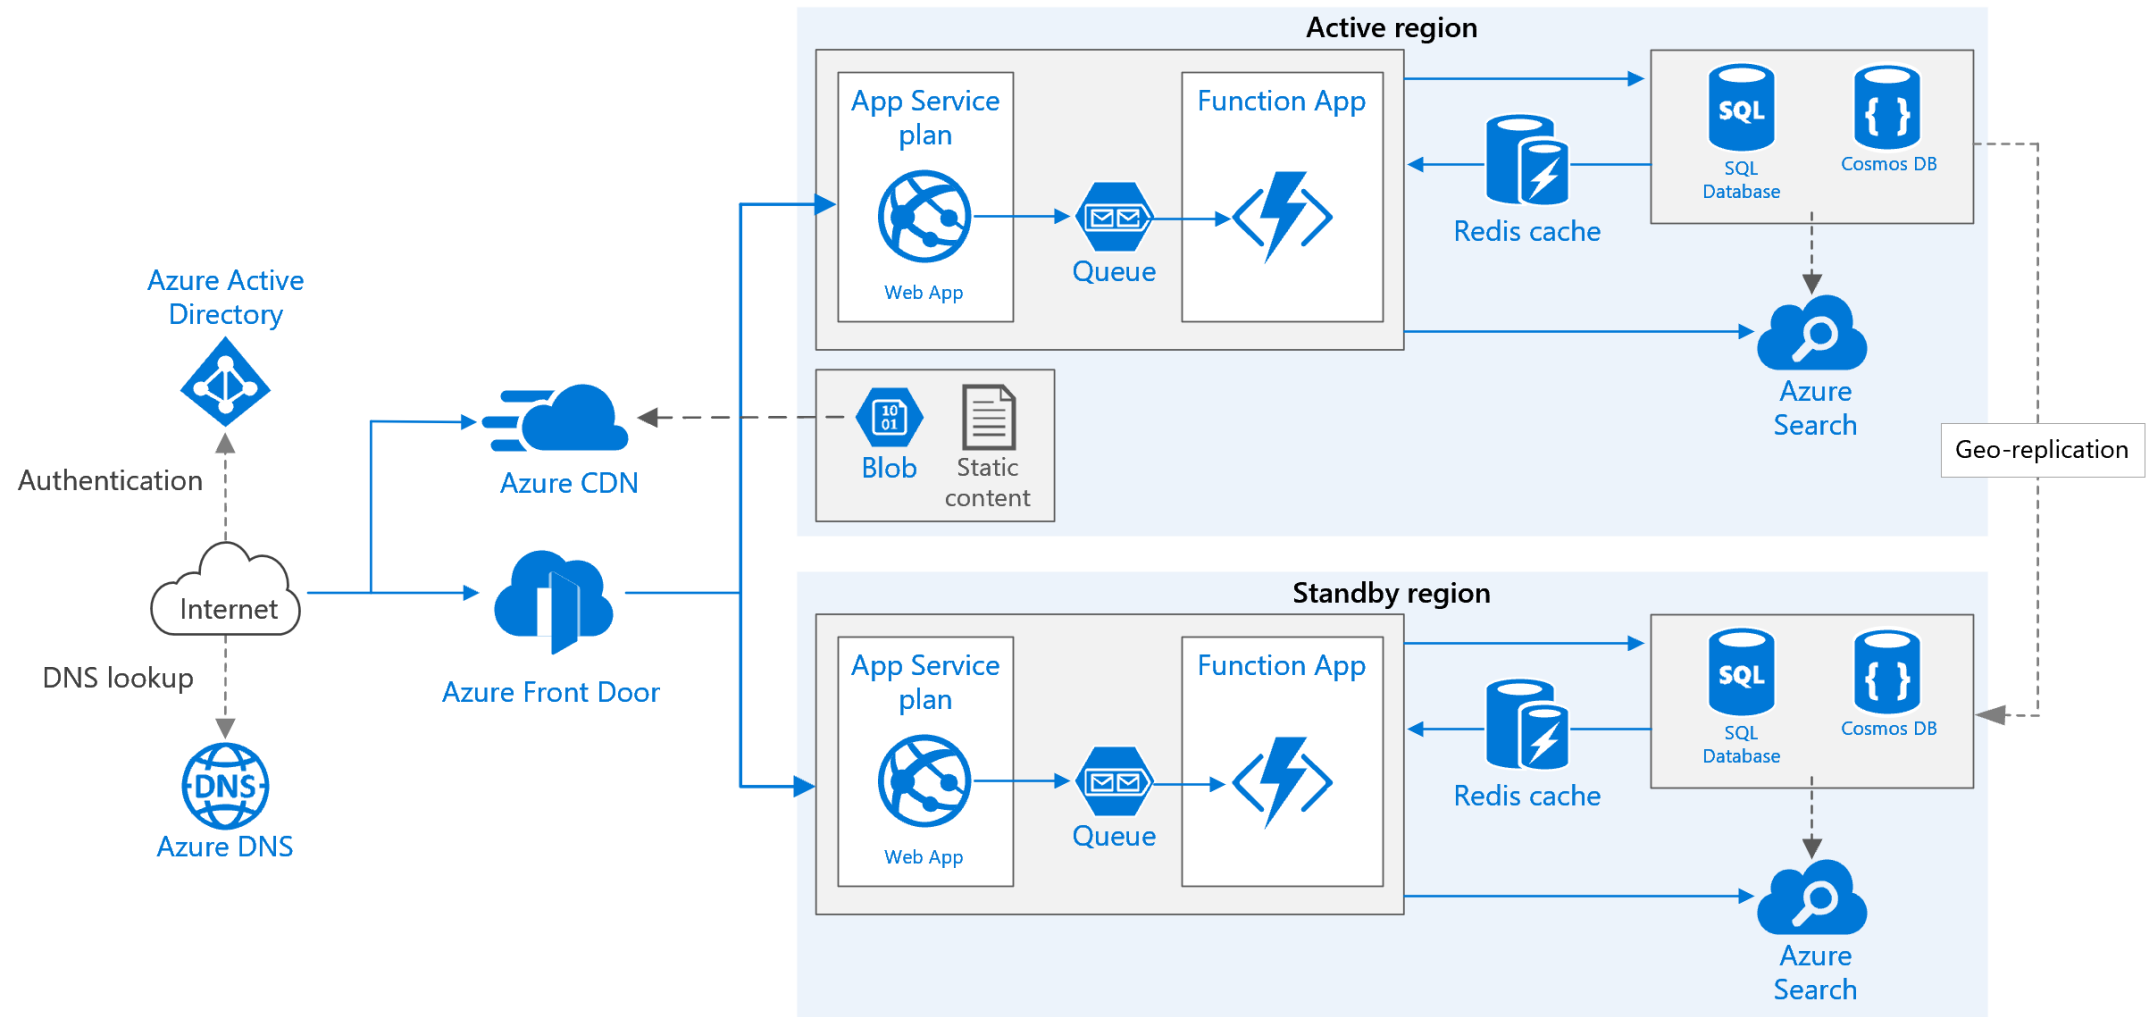 Active region
App Service
plan
Web App
Queue
Function App
Redis cache
SQL
SQL
Database
{ }
Cosmos DB
Azure
Search
10
01
Blob
Static
content
Geo-replication
Azure Active
Directory
Authentication
Internet
DNS lookup
DNS
Azure DNS
Azure CDN
Azure Front Door
Standby region
App Service
plan
Web App
Queue
Function App
Redis cache
SQL
SQL
Database
{ }
Cosmos DB
Azure
Search